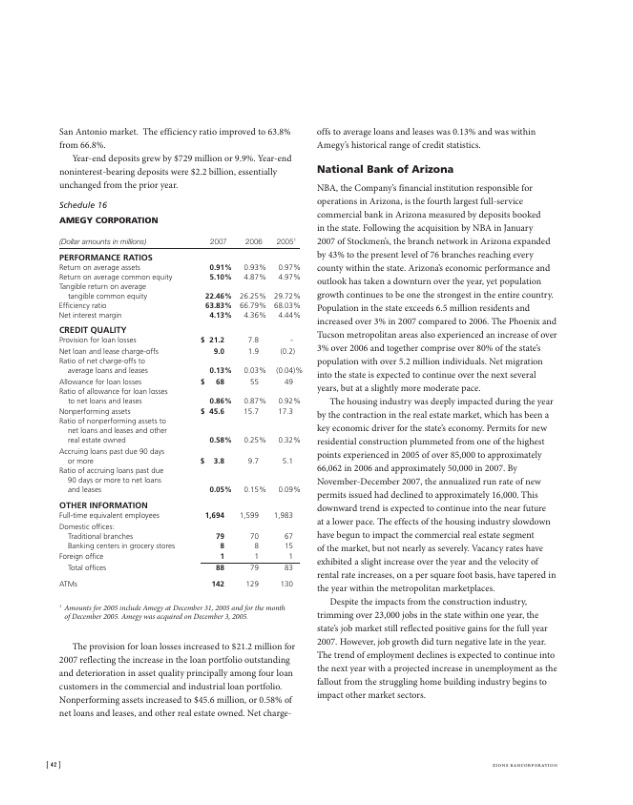 San Antonio market.  The efficiency ratio improved to 63.8%
from 66.8%.
Year-end deposits grew by $729 million or 9.9%. Year-end
noninterest-bearing deposits were $2.2 billion, essentially
unchanged from the prior year.
Schedule 16
AMEGY CORPORATION
(Dollar amounts in millions) 2007 2006 2005¹
PERFORMANCE RATIOS
Return on average assets 0.91% 0.93% 0.97%
Return on average common equity 5.10% 4.87% 4.97%
Tangible return on average
tangible common equity 22.46% 26.25% 29.72%
Efficiency ratio 63.83% 66.79% 68.03%
Net interest margin 4.13% 4.36% 4.44%
CREDIT QUALITY
Provision for loan losses $ 21.2 7.8 -
Net loan and lease charge-offs 9.0 1.9 (0.2)
Ratio of net charge-offs to
average loans and leases 0.13% 0.03% (0.04)%
Allowance for loan losses $ 68 55 49
Ratio of allowance for loan losses
to net loans and leases 0.86% 0.87% 0.92%
Nonperforming assets $ 45.6 15.7 17.3
Ratio of nonperforming assets to
net loans and leases and other
real estate owned 0.58% 0.25% 0.32%
Accruing loans past due 90 days
or more $ 3.8 9.7 5.1
Ratio of accruing loans past due
90 days or more to net loans
and leases 0.05% 0.15% 0.09%
OTHER INFORMATION
Full-time equivalent employees 1,694 1,599 1,983
Domestic offices:
Traditional branches 79 70 67
Banking centers in grocery stores 8 8 15
Foreign office 1 1 1
Total offices 88 79 83
ATMs 142 129 130
¹ Amounts for 2005 include Amegy at December 31, 2005 and for the month
of December 2005. Amegy was acquired on December 3, 2005.
The provision for loan losses increased to $21.2 million for
2007 reflecting the increase in the loan portfolio outstanding
and deterioration in asset quality principally among four loan
customers in the commercial and industrial loan portfolio.
Nonperforming assets increased to $45.6 million, or 0.58% of
net loans and leases, and other real estate owned. Net charge-
offs to average loans and leases was 0.13% and was within
Amegy's historical range of credit statistics.
National Bank of Arizona
NBA, the Company's financial institution responsible for
operations in Arizona, is the fourth largest full-service
commercial bank in Arizona measured by deposits booked
in the state. Following the acquisition by NBA in January
2007 of Stockmen's, the branch network in Arizona expanded
by 43% to the present level of 76 branches reaching every
county within the state. Arizona's economic performance and
outlook has taken a downturn over the year, yet population
growth continues to be one the strongest in the entire country.
Population in the state exceeds 6.5 million residents and
increased over 3% in 2007 compared to 2006. The Phoenix and
Tucson metropolitan areas also experienced an increase of over
3% over 2006 and together comprise over 80% of the state's
population with over 5.2 million individuals. Net migration
into the state is expected to continue over the next several
years, but at a slightly more moderate pace.
The housing industry was deeply impacted during the year
by the contraction in the real estate market, which has been a
key economic driver for the state's economy. Permits for new
residential construction plummeted from one of the highest
points experienced in 2005 of over 85,000 to approximately
66,062 in 2006 and approximately 50,000 in 2007. By
November-December 2007, the annualized run rate of new
permits issued had declined to approximately 16,000. This
downward trend is expected to continue into the near future
at a lower pace. The effects of the housing industry slowdown
have begun to impact the commercial real estate segment
of the market, but not nearly as severely. Vacancy rates have
exhibited a slight increase over the year and the velocity of
rental rate increases, on a per square foot basis, have tapered in
the year within the metropolitan marketplaces.
Despite the impacts from the construction industry,
trimming over 23,000 jobs in the state within one year, the
state's job market still reflected positive gains for the full year
2007. However, job growth did turn negative late in the year.
The trend of employment declines is expected to continue into
the next year with a projected increase in unemployment as the
fallout from the struggling home building industry begins to
impact other market sectors.
[ 62 ]
ZIONS BANCORPORATION